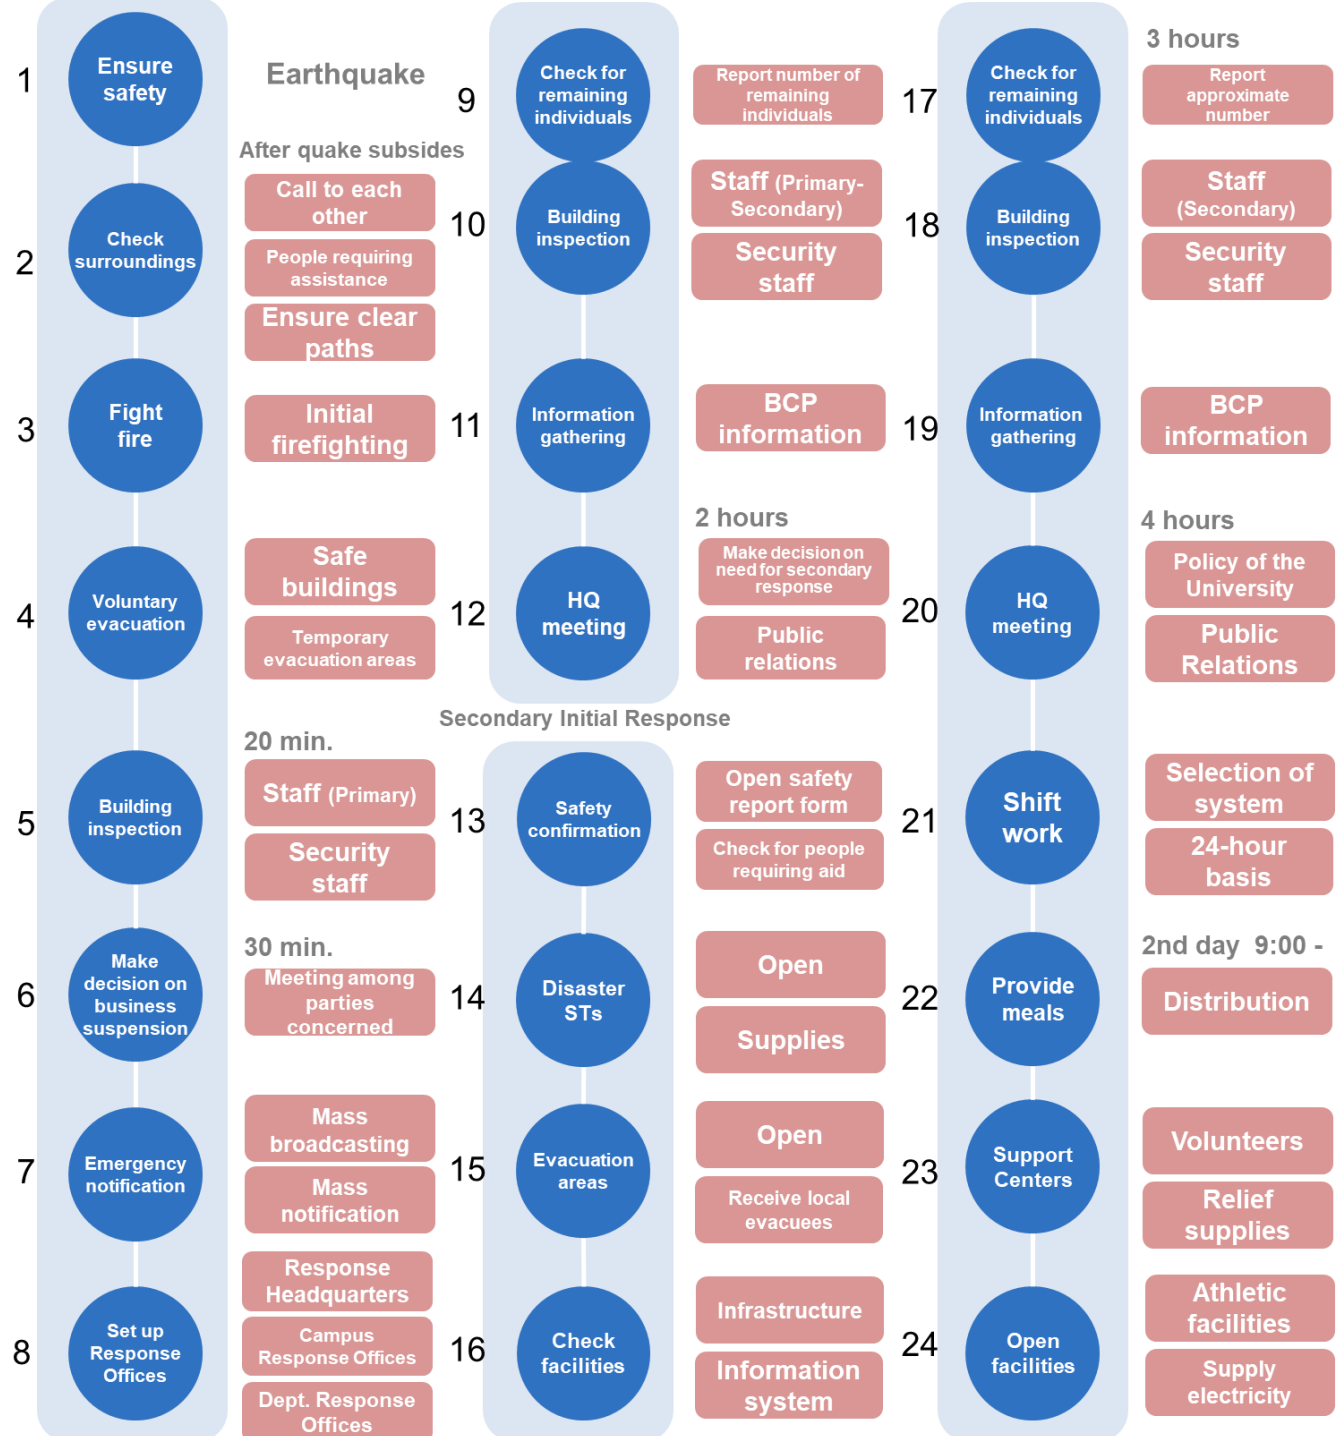 1
Ensure
safety
Earthquake
After quake subsides
2
Check
surroundings
Call to each
other
People requiring
assistance
Ensure clear
paths
3
Fight
fire
Initial
firefighting
4
Voluntary
evacuation
Safe
buildings
Temporary
evacuation areas
20 min.
5
Building
inspection
Staff (Primary)
Security
staff
30 min.
6
Make
decision on
business
suspension
Meeting among
parties
concerned
7
Emergency
notification
Mass
broadcasting
Mass
notification
8
Set up
Response
Offices
Response
Headquarters
Campus
Response Offices
Dept. Response
Offices
9
Check for
remaining
individuals
Report number of
remaining
individuals
10
Building
inspection
Staff (Primary-
Secondary)
Security
staff
11
Information
gathering
BCP
information
2 hours
12
HQ
meeting
Make decision on
need for secondary
response
Public
relations
Secondary Initial Response
13
Safety
confirmation
Open safety
report form
Check for people
requiring aid
14
Disaster
STs
Open
Supplies
15
Evacuation
areas
Open
Receive local
evacuees
16
Check
facilities
Infrastructure
Information
system
3 hours
17
Check for
remaining
individuals
Report
approximate
number
18
Building
inspection
Staff
(Secondary)
Security
staff
19
Information
gathering
BCP
information
4 hours
20
HQ
meeting
Policy of the
University
Public
Relations
21
Shift
work
Selection of
system
24-hour
basis
2nd day 9:00 -
22
Provide
meals
Distribution
23
Support
Centers
Volunteers
Relief
supplies
24
Open
facilities
Athletic
facilities
Supply
electricity